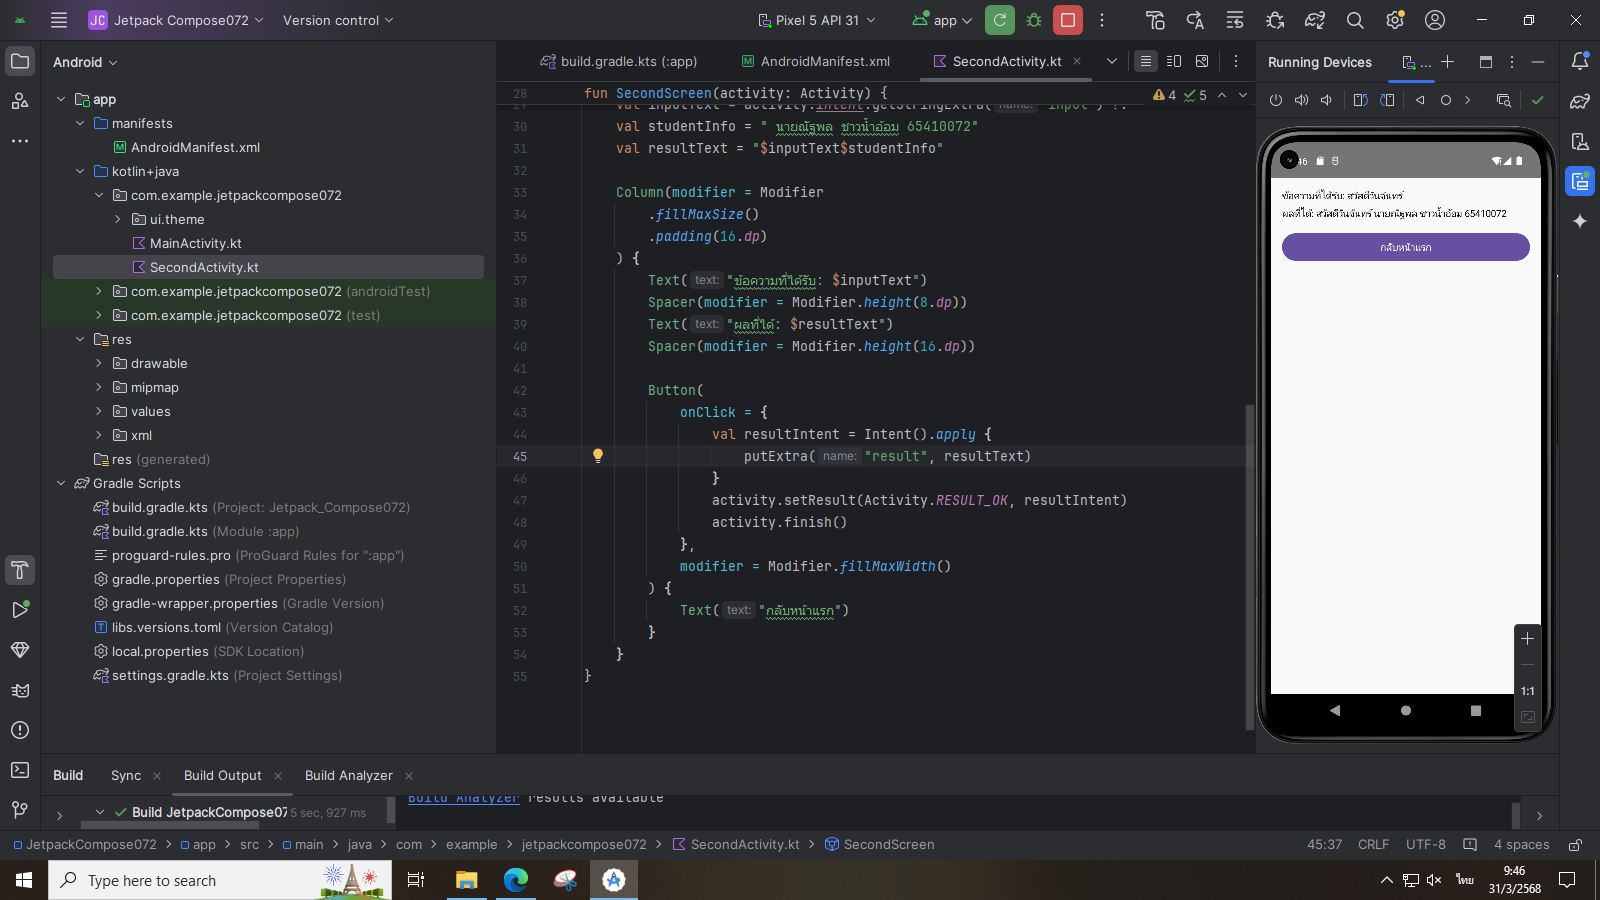 JC Jetpack Compose072 Version control Pixel 5 API 31 app
Android
app
manifests
AndroidManifest.xml
kotlin+java
com.example.jetpackcompose072
ui.theme
MainActivity.kt
SecondActivity.kt
com.example.jetpackcompose072 (androidTest)
com.example.jetpackcompose072 (test)
res
drawable
mipmap
values
xml
res (generated)
Gradle Scripts
build.gradle.kts (Project: Jetpack_Compose072)
build.gradle.kts (Module :app)
proguard-rules.pro (ProGuard Rules for ":app")
gradle.properties (Project Properties)
gradle-wrapper.properties (Gradle Version)
libs.versions.toml (Version Catalog)
local.properties (SDK Location)
settings.gradle.kts (Project Settings)
build.gradle.kts (:app) AndroidManifest.xml SecondActivity.kt
4 5
28 fun SecondScreen(activity: Activity) {
29 val inputText = activity.intent.getStringExtra( name: "input") ?:
30 val studentInfo = " นายณัฐพล ชาวน้ำอ้อม 65410072"
31 val resultText = "$inputText$studentInfo"
32
33 Column(modifier = Modifier
34 .fillMaxSize()
35 .padding(16.dp)
36 ) {
37 Text( text: "ข้อความที่ได้รับ: $inputText")
38 Spacer(modifier = Modifier.height(8.dp))
39 Text( text: "ผลที่ได้: $resultText")
40 Spacer(modifier = Modifier.height(16.dp))
41
42 Button(
43 onClick = {
44 val resultIntent = Intent().apply {
45 putExtra( name: "result", resultText)
46 }
47 activity.setResult(Activity.RESULT_OK, resultIntent)
48 activity.finish()
49 },
50 modifier = Modifier.fillMaxWidth()
51 ) {
52 Text( text: "กลับหน้าแรก")
53 }
54 }
55 }
Running Devices ...
46
ข้อความที่ได้รับ: สวัสดีวันจันทร์
ผลที่ได้: สวัสดีวันจันทร์ นายณัฐพล ชาวน้ำอ้อม 65410072
กลับหน้าแรก
1:1
Build Sync Build Output Build Analyzer
Build JetpackCompose07 5 sec, 927 ms
Build Analyzer results available
JetpackCompose072 > app > src > main > java > com > example > jetpackcompose072 > SecondActivity.kt > SecondScreen
45:37 CRLF UTF-8 4 spaces
Type here to search
ไทย
9:46
31/3/2568